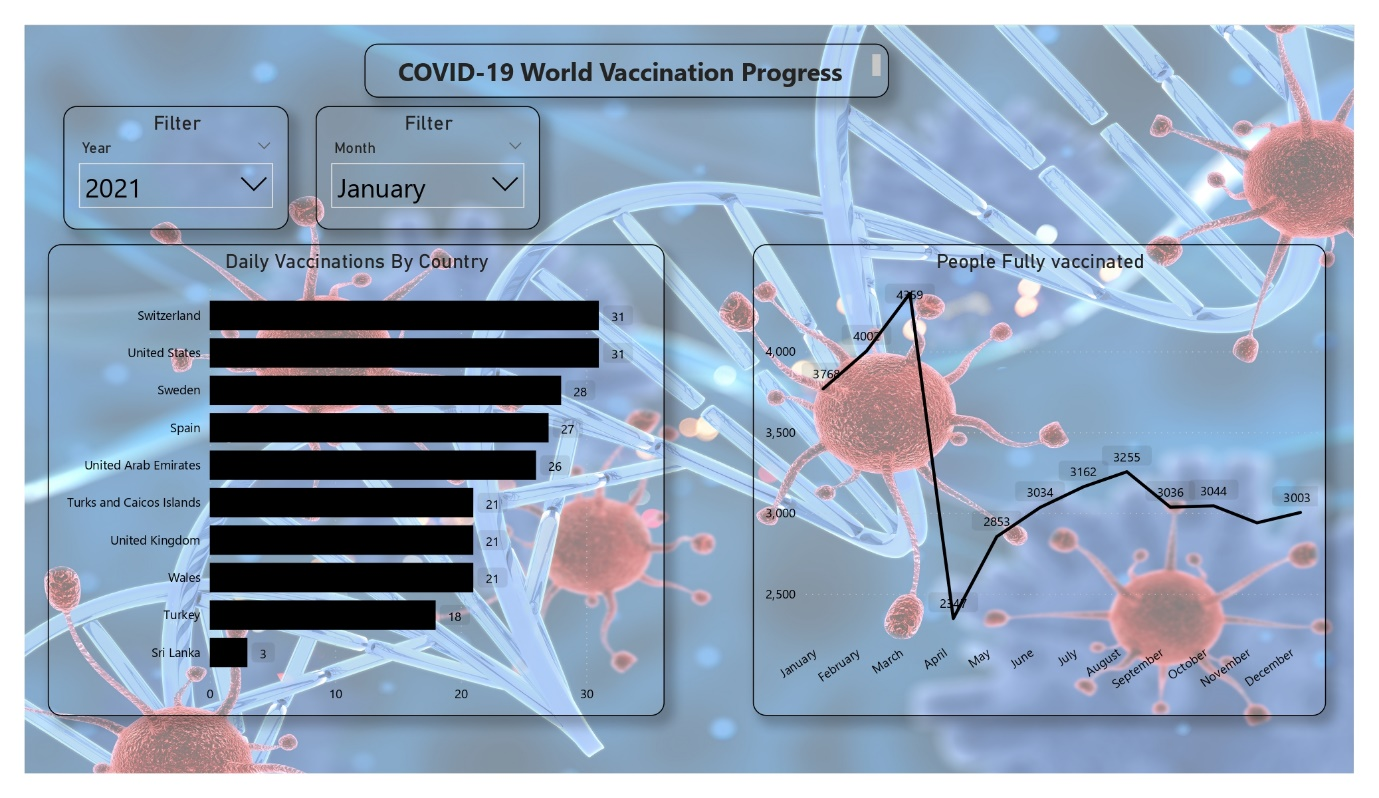 COVID-19 World Vaccination Progress
Filter
Year
2021
Filter
Month
January
Daily Vaccinations By Country
Switzerland 31
United States 31
Sweden 28
Spain 27
United Arab Emirates 26
Turks and Caicos Islands 21
United Kingdom 21
Wales 21
Turkey 18
Sri Lanka 3
0 10 20 30
People Fully vaccinated
4,000
3,500
3,000
2,500
3768
4002
4259
2347
2853
3034
3162
3255
3036
3044
3003
January
February
March
April
May
June
July
August
September
October
November
December